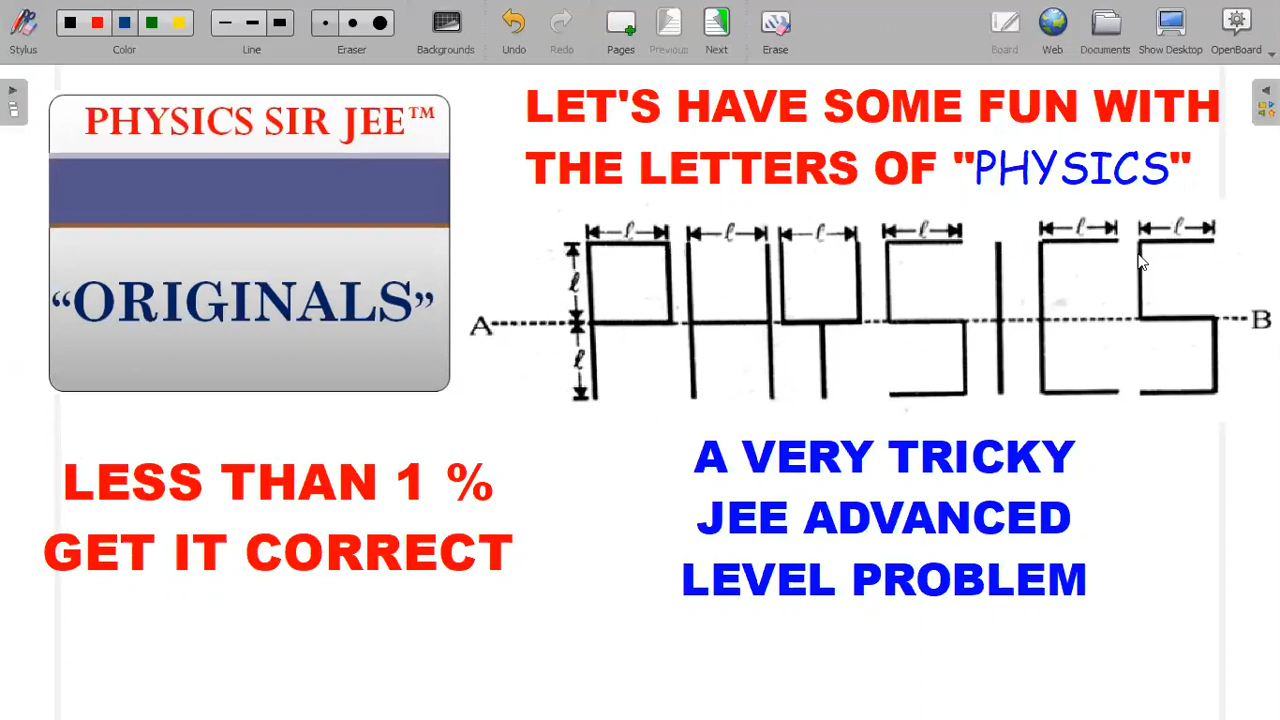 Stylus
Color
Line
Eraser
Backgrounds
Undo
Redo
Pages
Previous
Next
Erase
Board
Web
Documents
Show Desktop
OpenBoard
PHYSICS SIR JEE™
“ORIGINALS”
LET'S HAVE SOME FUN WITH
THE LETTERS OF "PHYSICS"
ℓ ℓ ℓ ℓ ℓ ℓ
ℓ
A B
ℓ
PHYSICS
LESS THAN 1 %
GET IT CORRECT
A VERY TRICKY
JEE ADVANCED
LEVEL PROBLEM